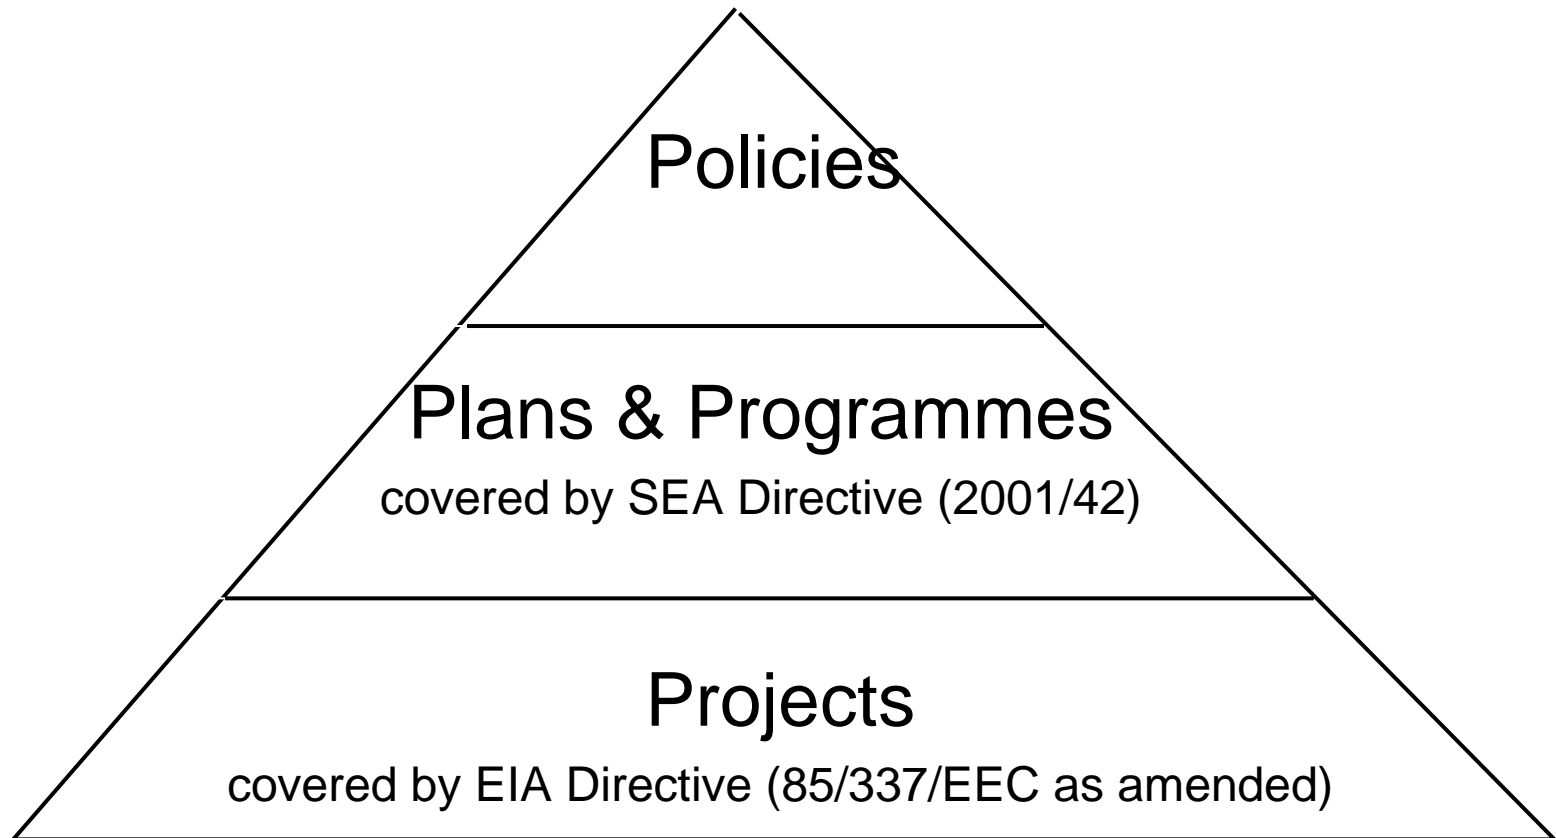 Policies
Plans & Programmes
covered by SEA Directive (2001/42)
Projects
covered by EIA Directive (85/337/EEC as amended)